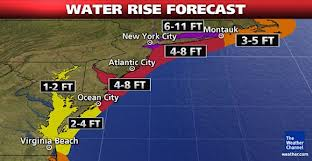 WATER RISE FORECAST
6-11 FT
Montauk
New York City
3-5 FT
4-8 FT
Atlantic City
1-2 FT
4-8 FT
Ocean City
2-4 FT
Virginia Beach
The
Weather
Channel
weather.com